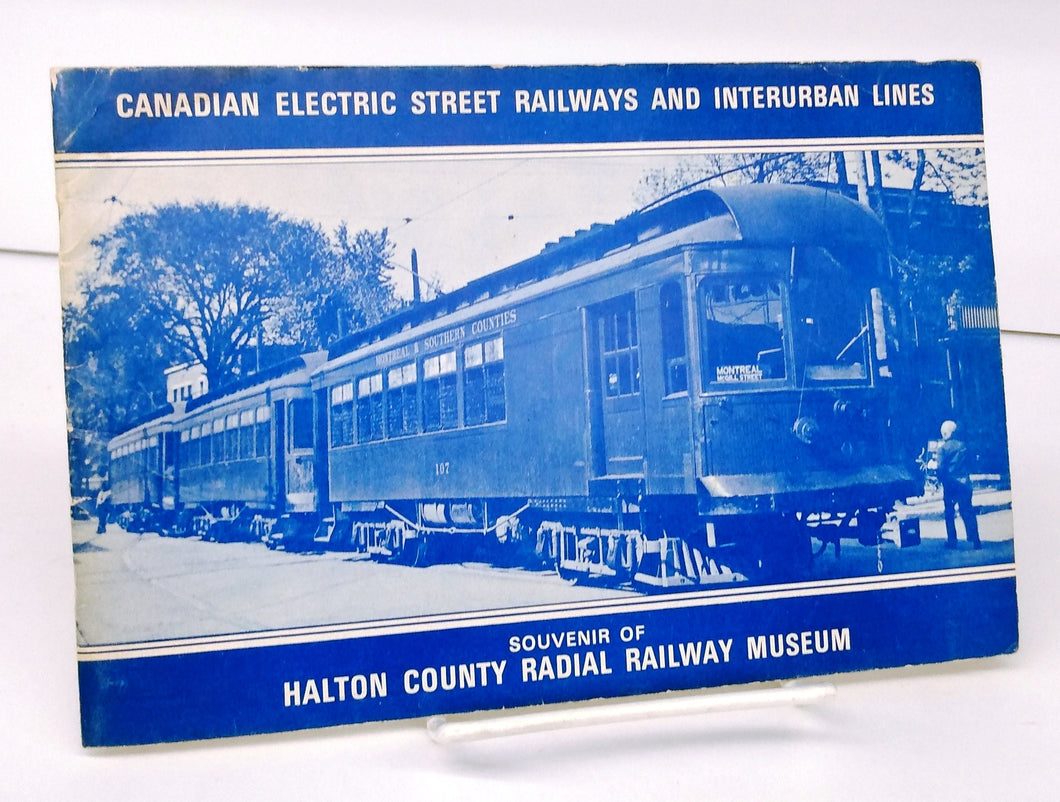 CANADIAN ELECTRIC STREET RAILWAYS AND INTERURBAN LINES
MONTREAL & SOUTHERN COUNTIES
MONTREAL
McGILL STREET
107
SOUVENIR OF
HALTON COUNTY RADIAL RAILWAY MUSEUM